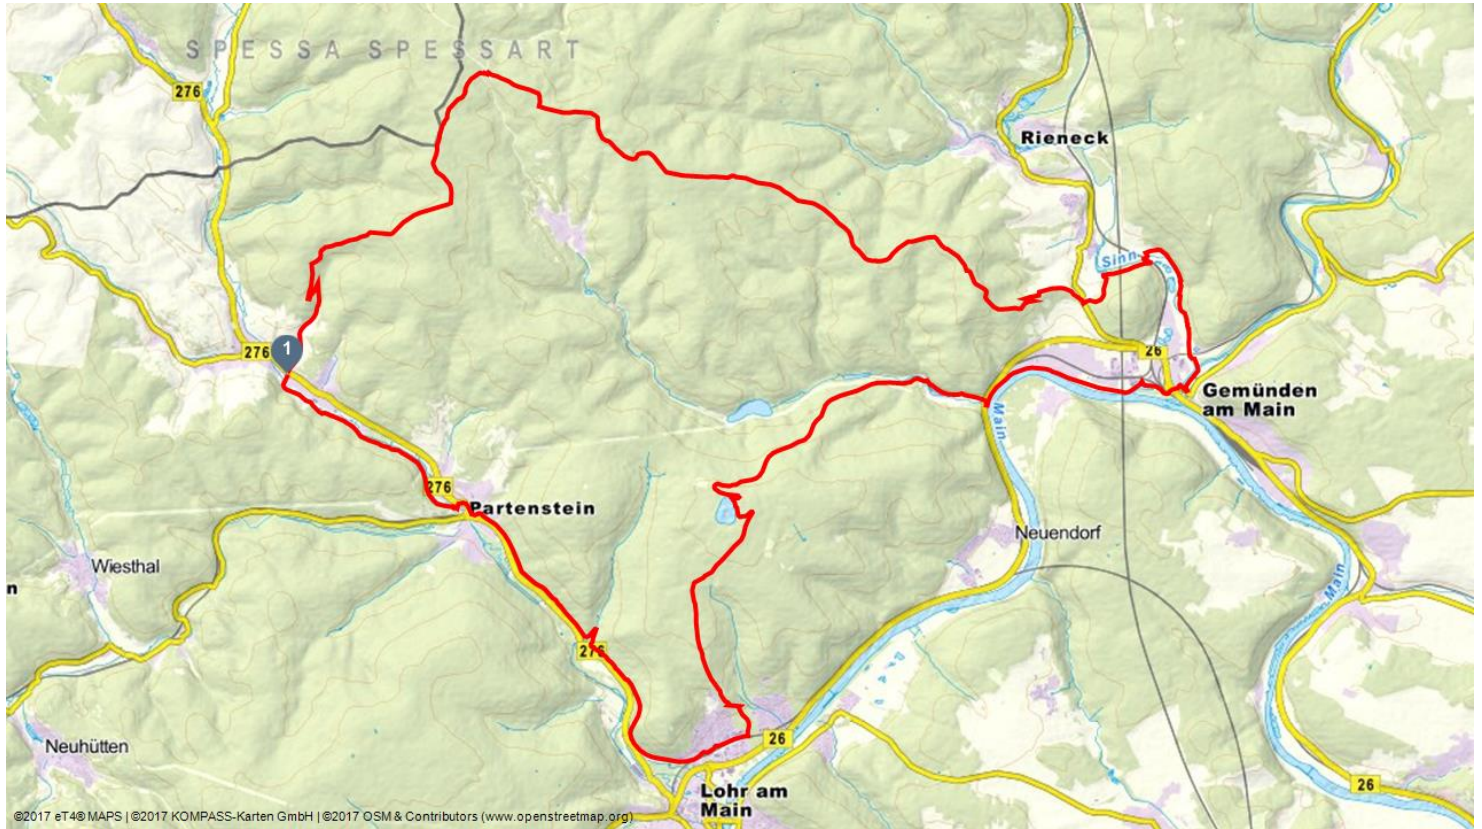 SPESSA SPESSART
276
Rieneck
Sinn
276
1
26
Gemünden
am Main
Main
276
Partenstein
Neuendorf
Wiesthal
n
Main
276
26
Neuhütten
Lohr am
Main
26
©2017 eT4® MAPS | ©2017 KOMPASS-Karten GmbH | ©2017 OSM & Contributors (www.openstreetmap.org)